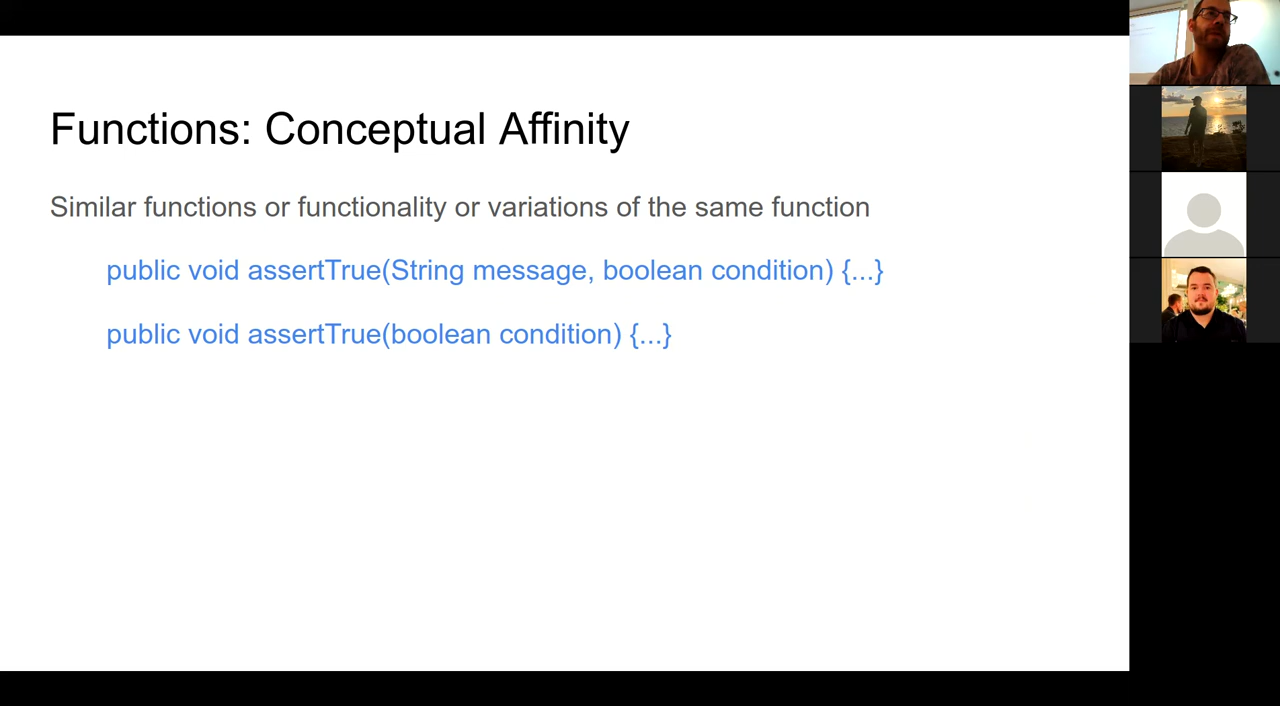 Functions: Conceptual Affinity
Similar functions or functionality or variations of the same function
public void assertTrue(String message, boolean condition) {...}
public void assertTrue(boolean condition) {...}